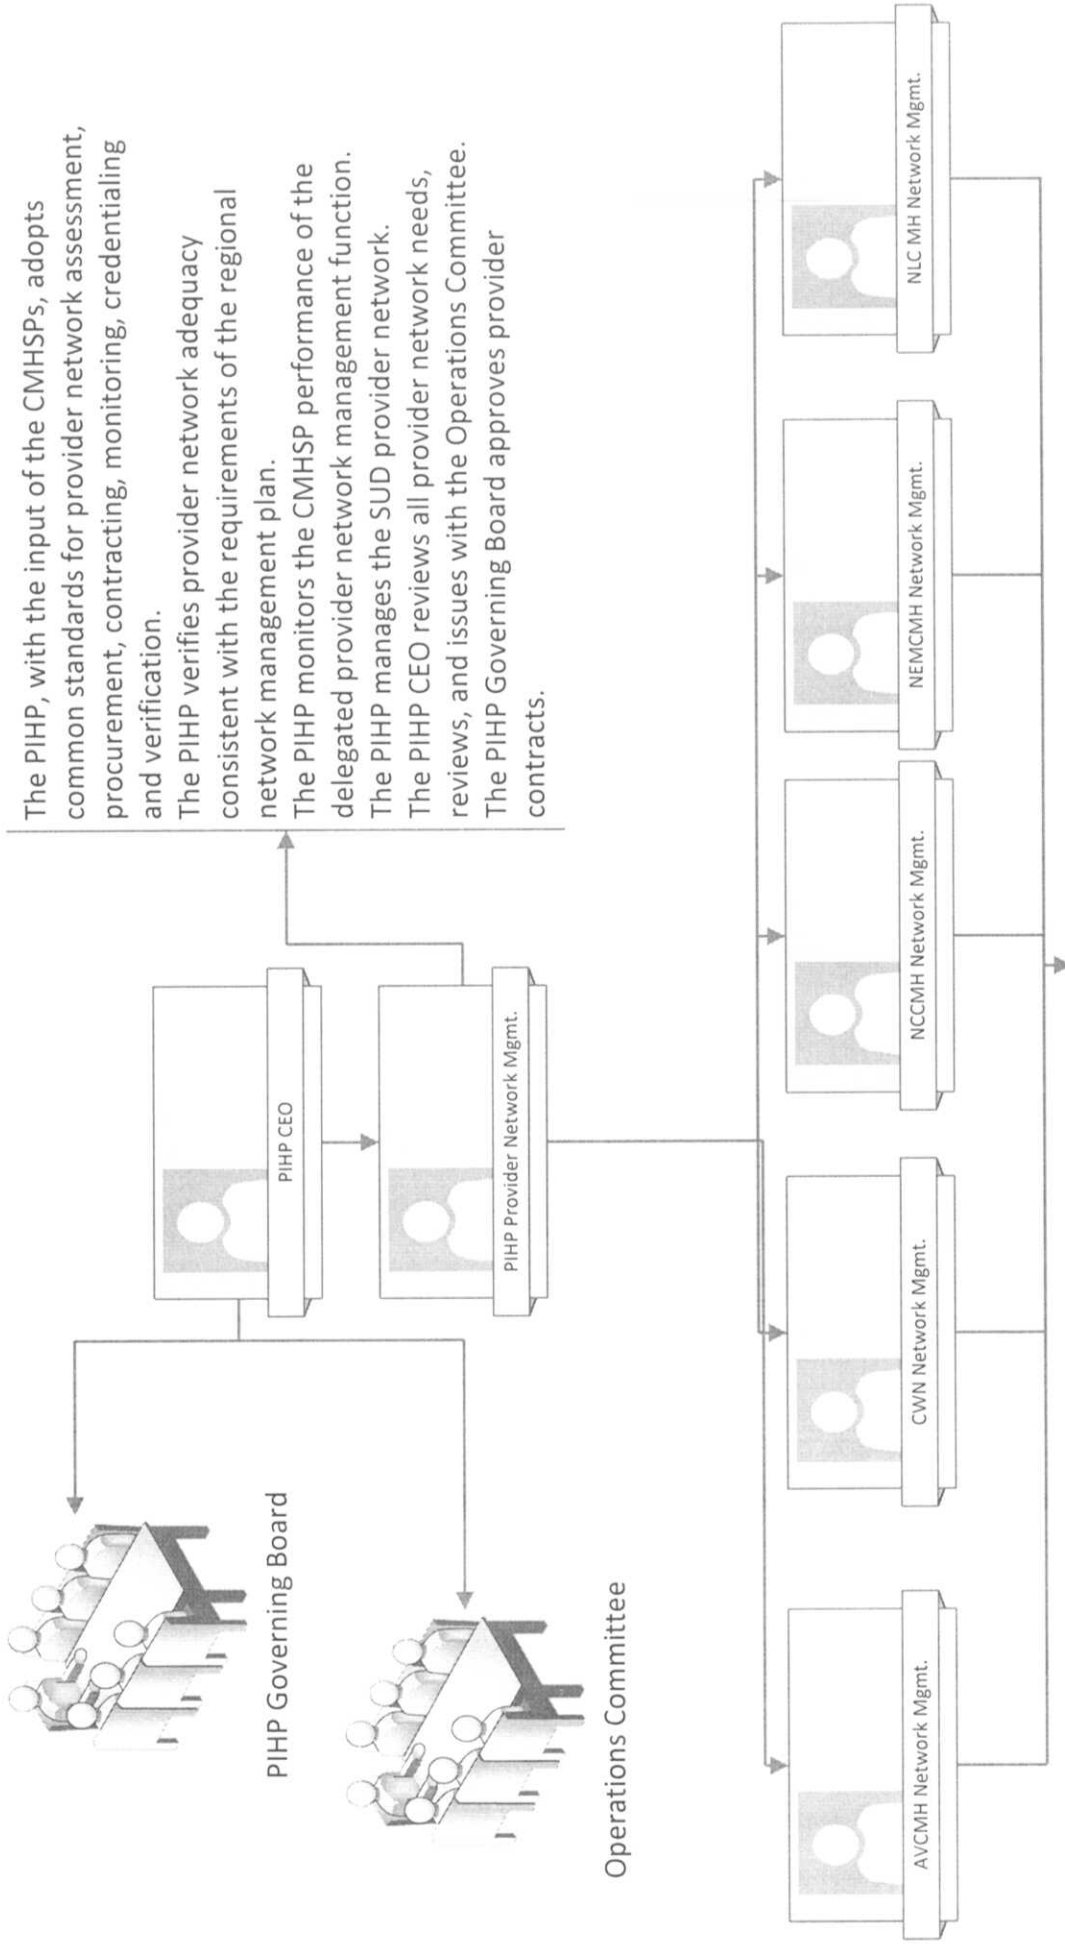 The PIHP, with the input of the CMHSPs, adopts
common standards for provider network assessment,
procurement, contracting, monitoring, credentialing
and verification.
The PIHP verifies provider network adequacy
consistent with the requirements of the regional
network management plan.
The PIHP monitors the CMHSP performance of the
delegated provider network management function.
The PIHP manages the SUD provider network.
The PIHP CEO reviews all provider network needs,
reviews, and issues with the Operations Committee.
The PIHP Governing Board approves provider
contracts.
PIHP Governing Board
PIHP CEO
PIHP Provider Network Mgmt.
Operations Committee
AVCMH Network Mgmt.
CWN Network Mgmt.
NCCMH Network Mgmt.
NEMCMH Network Mgmt.
NLC MH Network Mgmt.